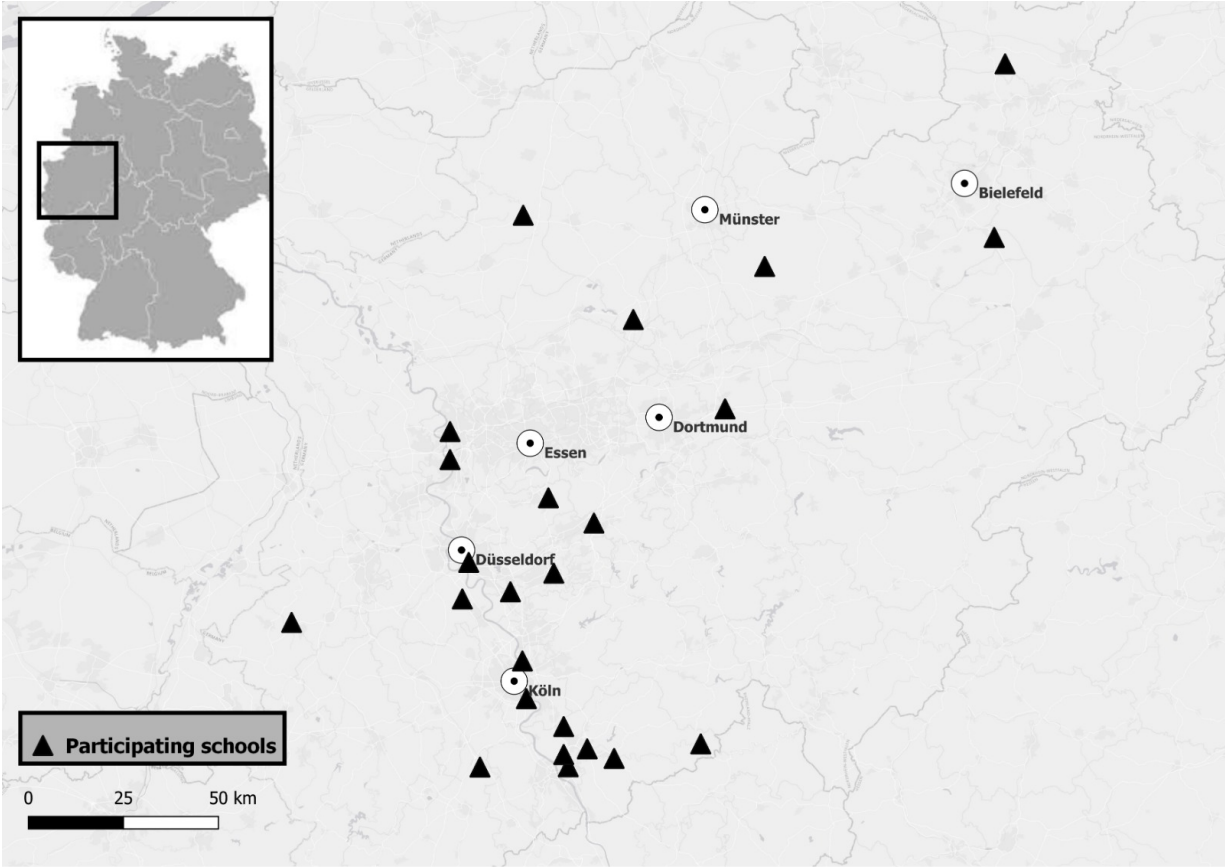 Bielefeld
Münster
Dortmund
Essen
Düsseldorf
Köln
Participating schools
0 25 50 km